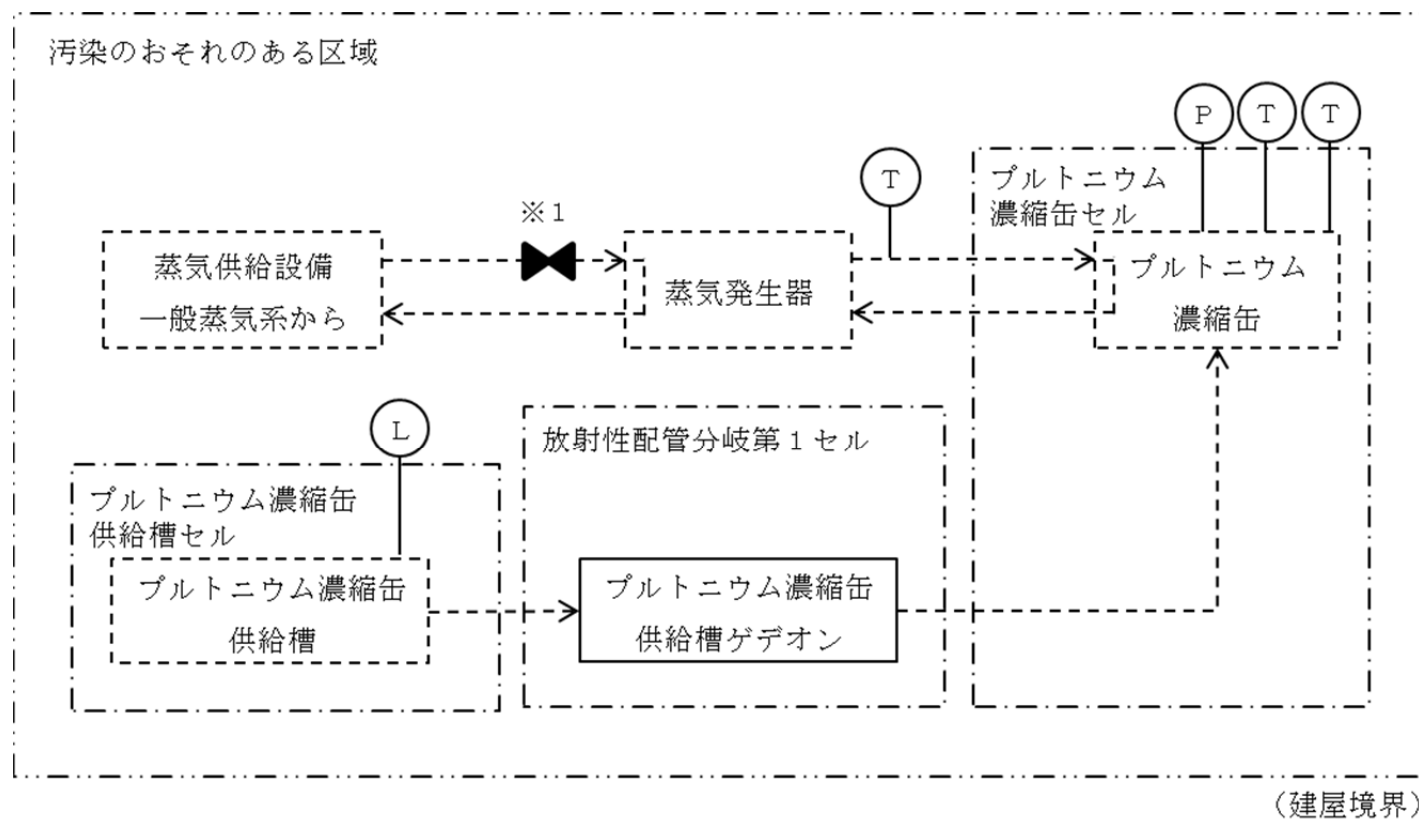 汚染のおそれのある区域
P
T
T
T
プルトニウム
濃縮缶セル
※1
蒸気供給設備
一般蒸気系から
蒸気発生器
プルトニウム
濃縮缶
L
放射性配管分岐第1セル
プルトニウム濃縮缶
供給槽セル
プルトニウム濃縮缶
供給槽
プルトニウム濃縮缶
供給槽ゲデオン
(建屋境界)